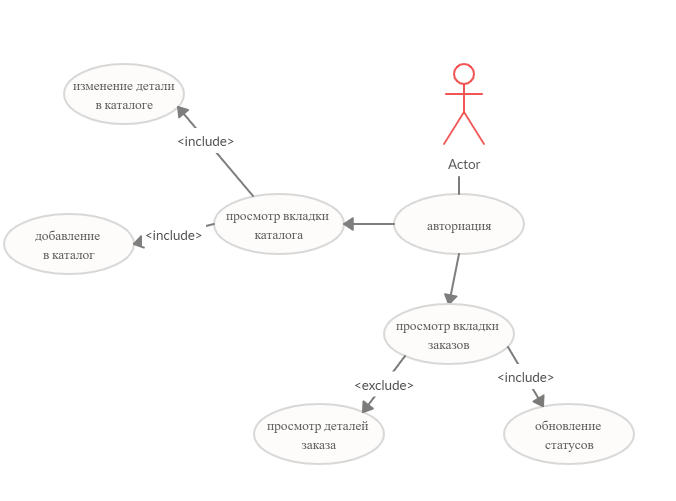 изменение детали
в каталоге
<include>
Actor
просмотр вкладки
каталога
авториация
добавление
в каталог
<include>
просмотр вкладки
заказов
<exclude>
<include>
просмотр деталей
заказа
обновление
статусов